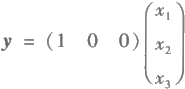 y = (1 0 0) (x₁
x₂
x₃)